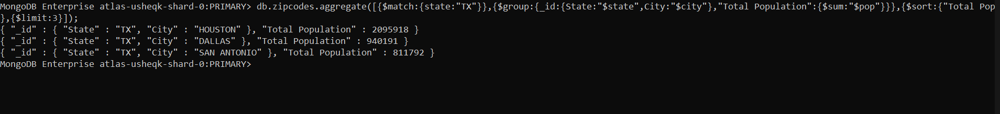 MongoDB Enterprise atlas-usheqk-shard-0:PRIMARY> db.zipcodes.aggregate([{$match:{state:"TX"}},{$group:{_id:{State:"$state",City:"$city"},"Total Population":{$sum:"$pop"}}},{$sort:{"Total Pop
},{$limit:3}]);
{ "_id" : { "State" : "TX", "City" : "HOUSTON" }, "Total Population" : 2095918 }
{ "_id" : { "State" : "TX", "City" : "DALLAS" }, "Total Population" : 940191 }
{ "_id" : { "State" : "TX", "City" : "SAN ANTONIO" }, "Total Population" : 811792 }
MongoDB Enterprise atlas-usheqk-shard-0:PRIMARY>